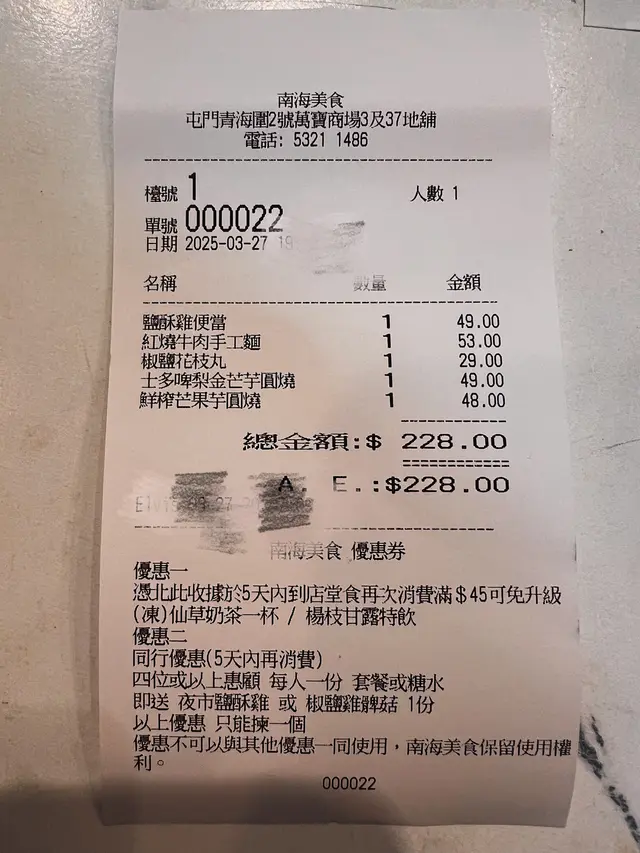 南海美食
屯門青海圍2號萬寶商場3及37地舖
電話: 5321 1486
檯號 1 人數 1
單號 000022
日期 2025-03-27 19
名稱 數量 金額
鹽酥雞便當 1 49.00
紅燒牛肉手工麵 1 53.00
椒鹽花枝丸 1 29.00
士多啤梨金芒芋圓燒 1 49.00
鮮榨芒果芋圓燒 1 48.00
總金額:$ 228.00
A. E.:$228.00
27
南海美食 優惠券
優惠一
憑北此收據於5天內到店堂食再次消費滿$45可免升級
(凍)仙草奶茶一杯 / 楊枝甘露特飲
優惠二
同行優惠(5天內再消費)
四位或以上惠顧 每人一份 套餐或糖水
即送 夜市鹽酥雞 或 椒鹽雞髀菇 1份
以上優惠 只能揀一個
優惠不可以與其他優惠一同使用，南海美食保留使用權
利。
000022